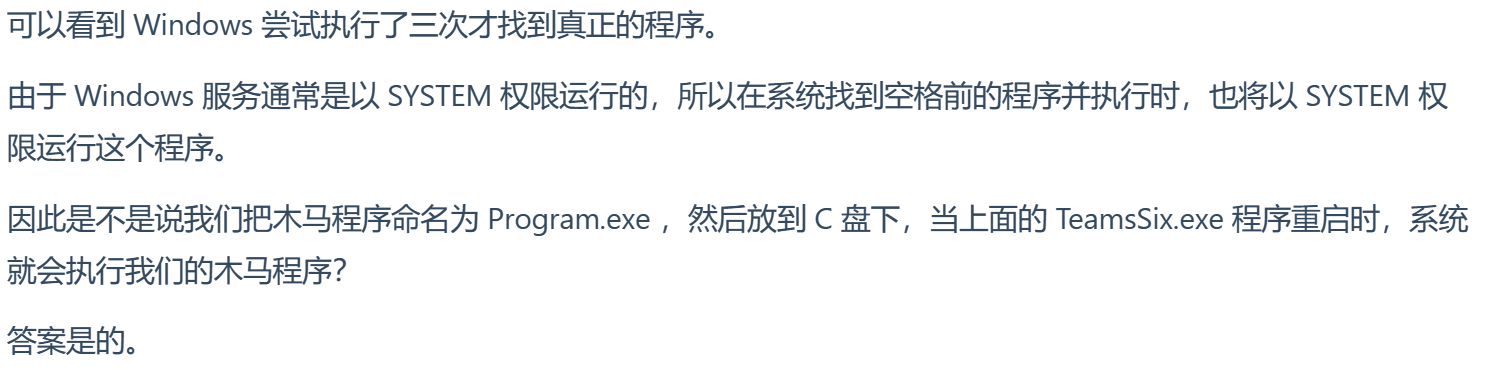 可以看到 Windows 尝试执行了三次才找到真正的程序。
由于 Windows 服务通常是以 SYSTEM 权限运行的，所以在系统找到空格前的程序并执行时，也将以 SYSTEM 权
限运行这个程序。
因此是不是说我们把木马程序命名为 Program.exe ，然后放到 C 盘下，当上面的 TeamsSix.exe 程序重启时，系统
就会执行我们的木马程序？
答案是的。